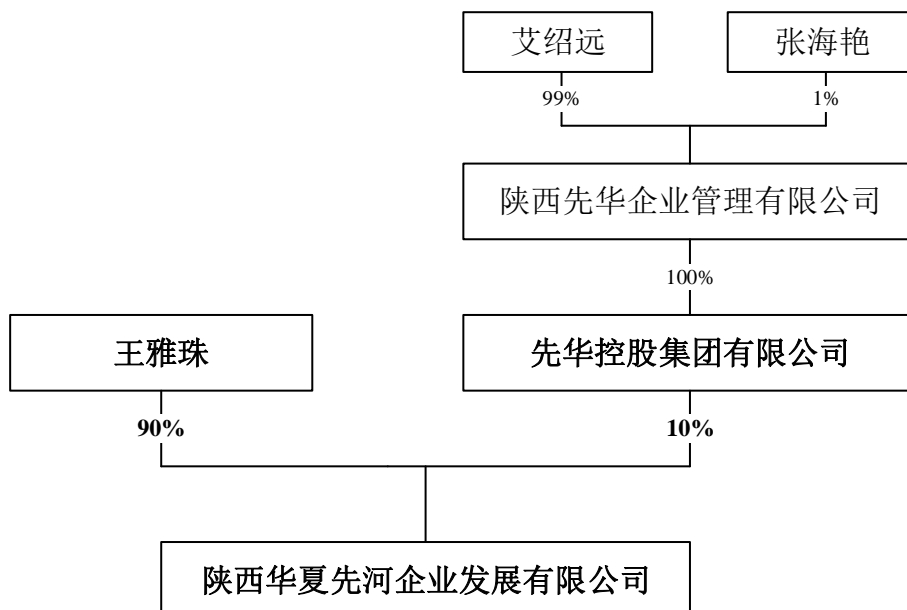 艾绍远
张海艳
99%
1%
陕西先华企业管理有限公司
100%
王雅珠
先华控股集团有限公司
90%
10%
陕西华夏先河企业发展有限公司